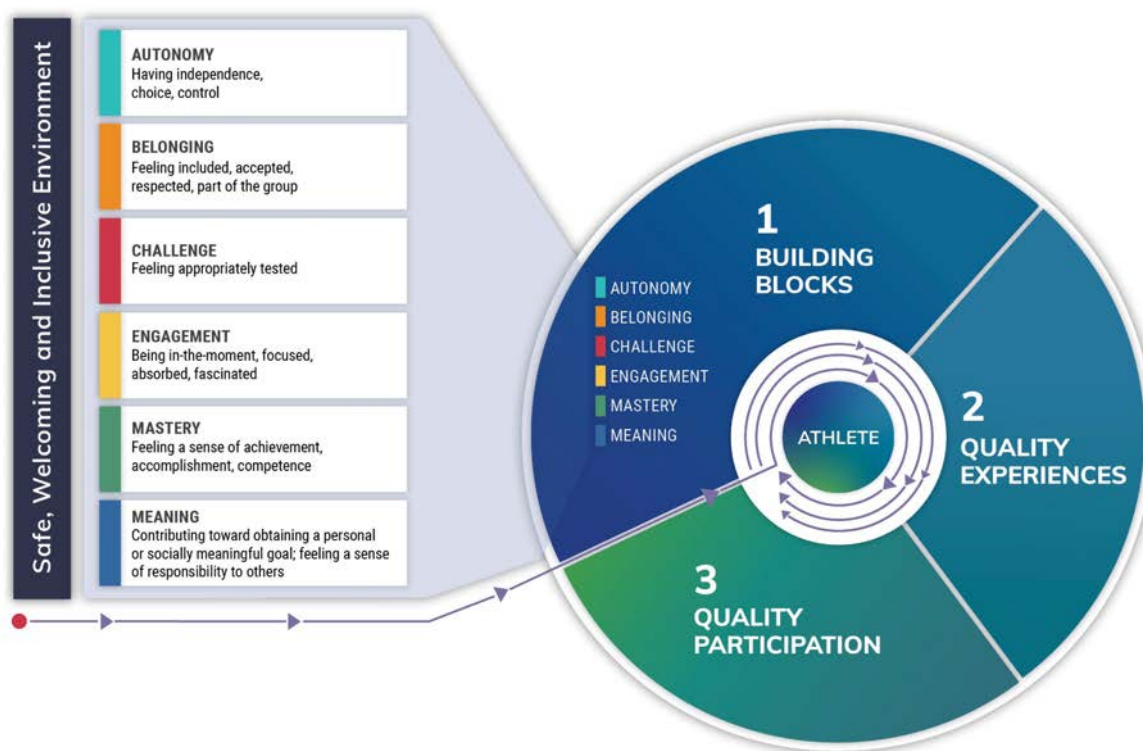 Safe, Welcoming and Inclusive Environment
AUTONOMY
Having independence,
choice, control
BELONGING
Feeling included, accepted,
respected, part of the group
CHALLENGE
Feeling appropriately tested
ENGAGEMENT
Being in-the-moment, focused,
absorbed, fascinated
MASTERY
Feeling a sense of achievement,
accomplishment, competence
MEANING
Contributing toward obtaining a personal
or socially meaningful goal; feeling a sense
of responsibility to others
1
BUILDING
BLOCKS
AUTONOMY
BELONGING
CHALLENGE
ENGAGEMENT
MASTERY
MEANING
ATHLETE
2
QUALITY
EXPERIENCES
3
QUALITY
PARTICIPATION